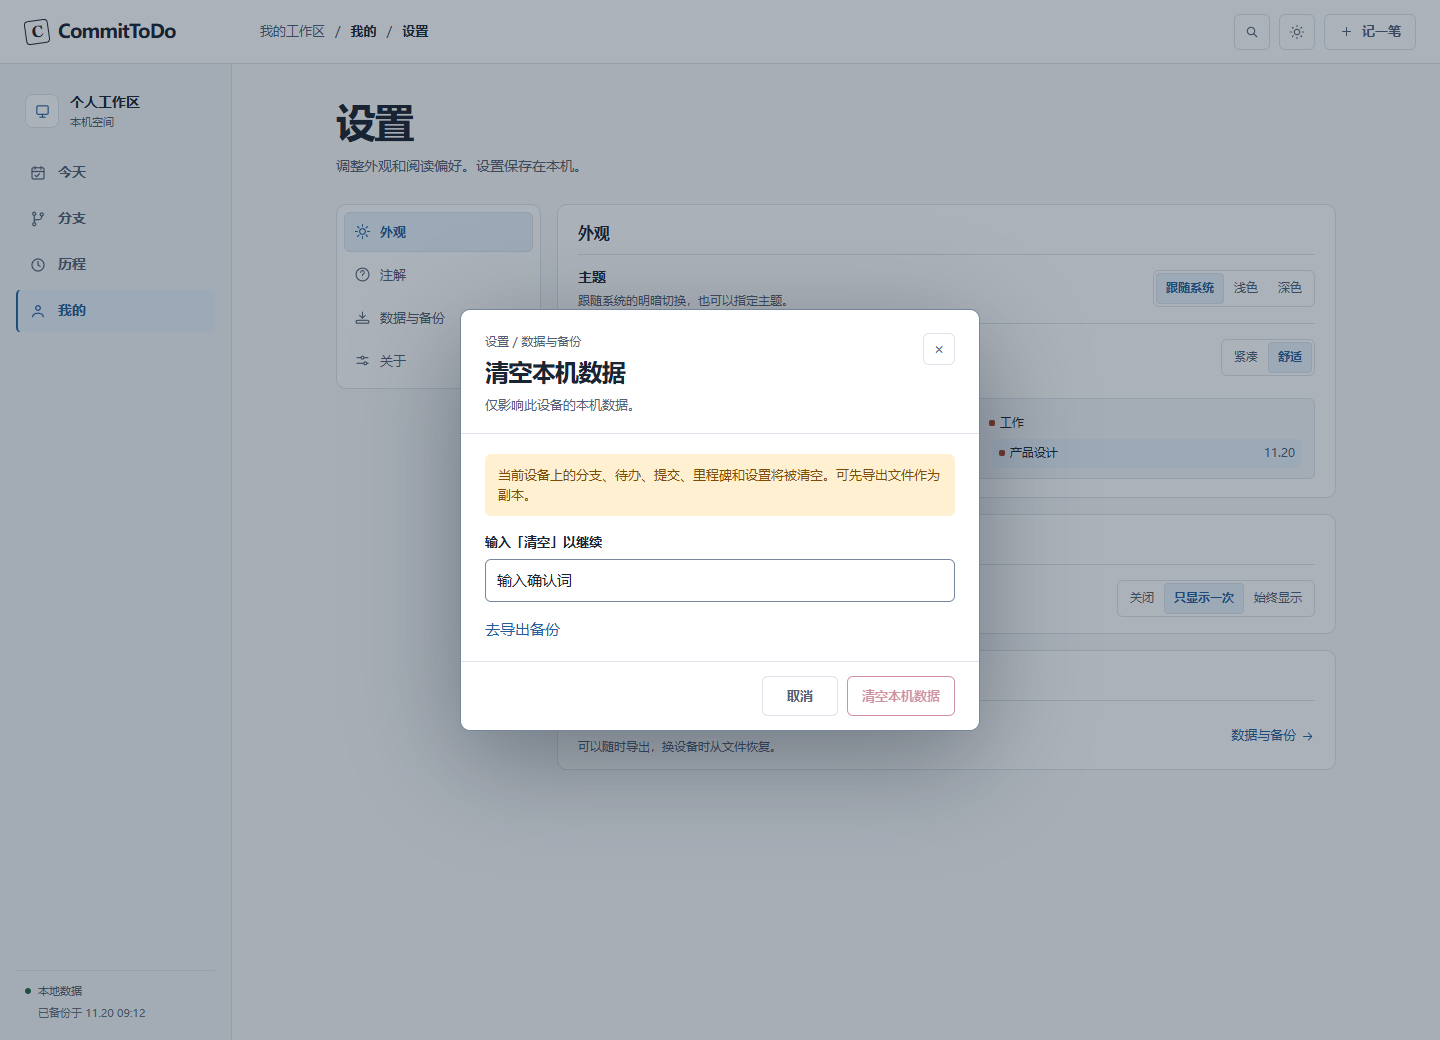 C CommitToDo
我的工作区 / 我的 / 设置
+ 记一笔
个人工作区
本机空间
今天
分支
历程
我的
本地数据
已备份于 11.20 09:12
设置
调整外观和阅读偏好。设置保存在本机。
外观
注解
数据与备份
关于
外观
主题
跟随系统的明暗切换，也可以指定主题。
跟随系统 浅色 深色
紧凑 舒适
工作
产品设计 11.20
关闭 只显示一次 始终显示
可以随时导出，换设备时从文件恢复。
数据与备份 →
设置 / 数据与备份
清空本机数据
仅影响此设备的本机数据。
×
当前设备上的分支、待办、提交、里程碑和设置将被清空。可先导出文件作为
副本。
输入「清空」以继续
输入确认词
去导出备份
取消 清空本机数据